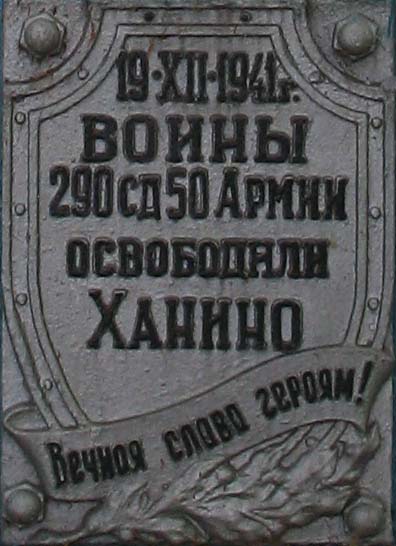 19·XII·1941г.
ВОИНЫ
290 СД 50 АРМИИ
ОСВОБОДИЛИ
ХАНИНО
Вечная слава героям!